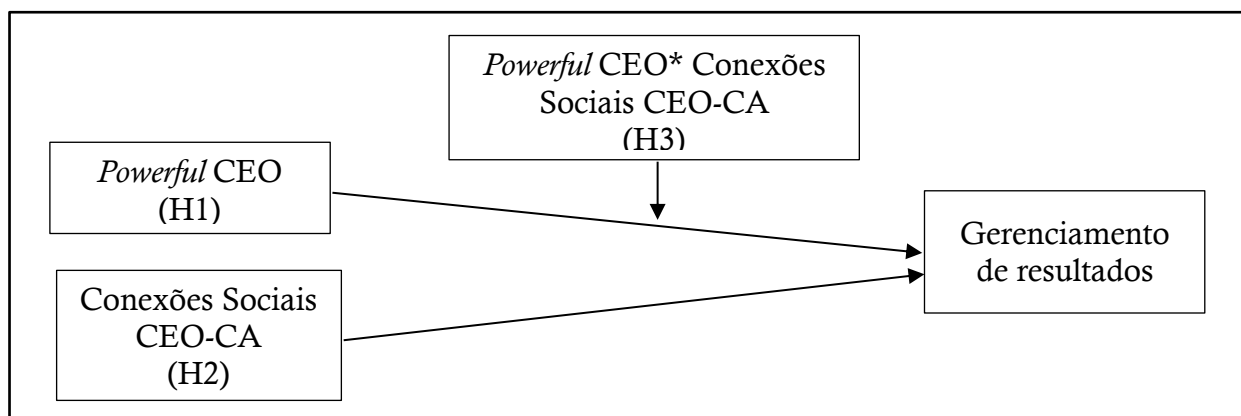 Powerful CEO* Conexões
Sociais CEO-CA
(H3)
Powerful CEO
(H1)
Conexões Sociais
CEO-CA
(H2)
Gerenciamento
de resultados